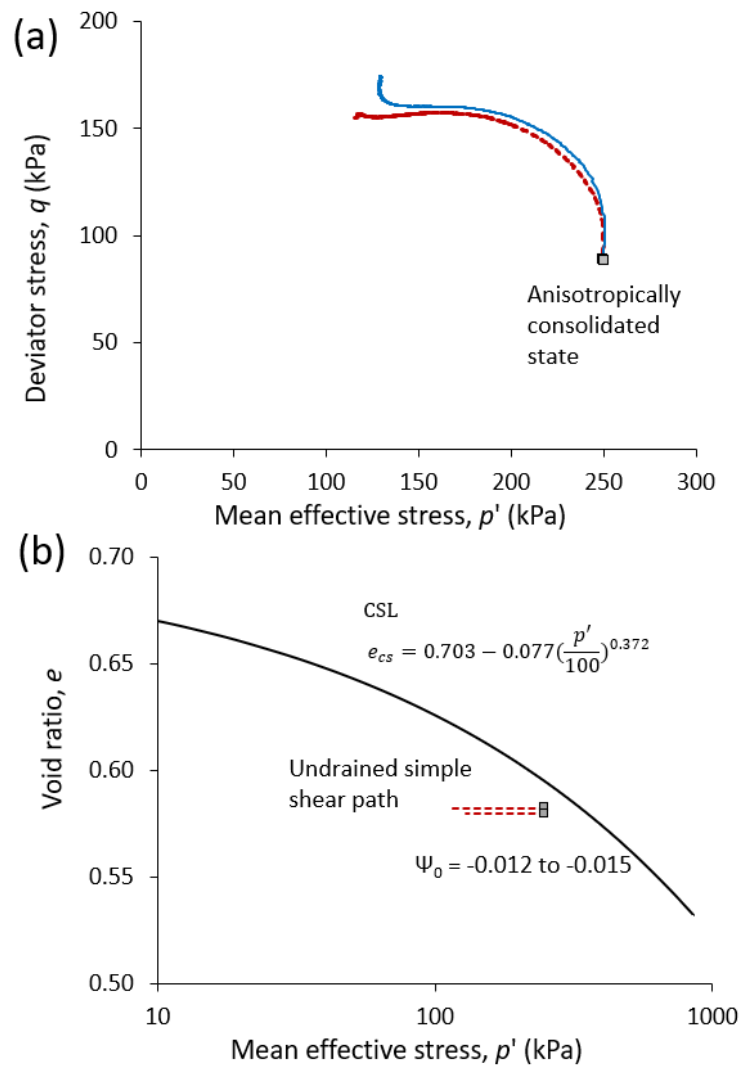 (a)
200
150
100
50
0
Deviator stress, q (kPa)
Anisotropically
consolidated
state
0 50 100 150 200 250 300
Mean effective stress, p' (kPa)
(b)
0.70
0.65
0.60
0.55
0.50
Void ratio, e
CSL
e_cs = 0.703 − 0.077(p'/100)^0.372
Undrained simple
shear path
Ψ₀ = -0.012 to -0.015
10 100 1000
Mean effective stress, p' (kPa)